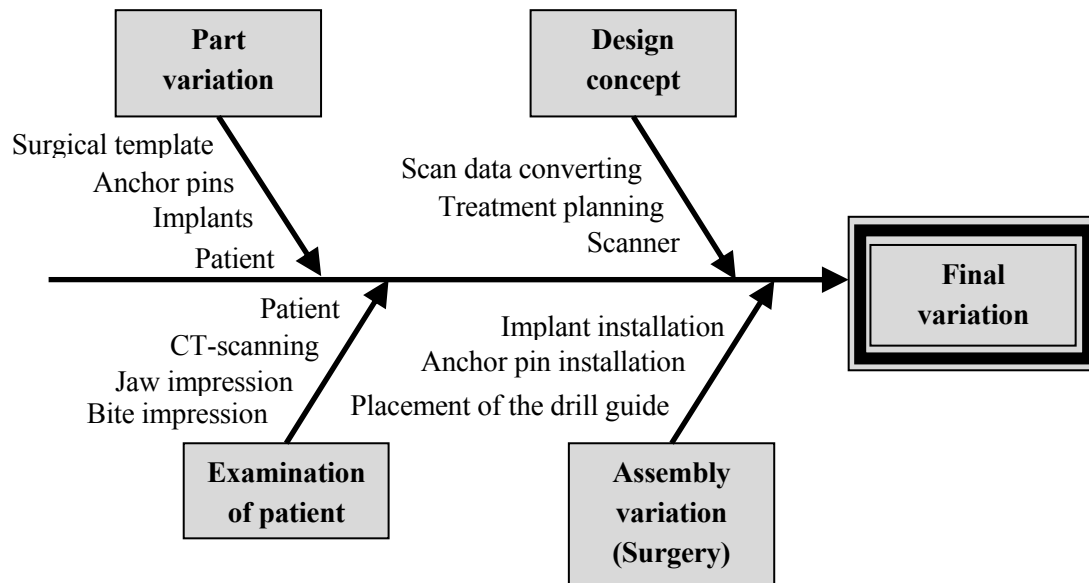 Part
variation
Design
concept
Surgical template
Anchor pins
Implants
Patient
Scan data converting
Treatment planning
Scanner
Final
variation
Patient
CT-scanning
Jaw impression
Bite impression
Implant installation
Anchor pin installation
Placement of the drill guide
Examination
of patient
Assembly
variation
(Surgery)